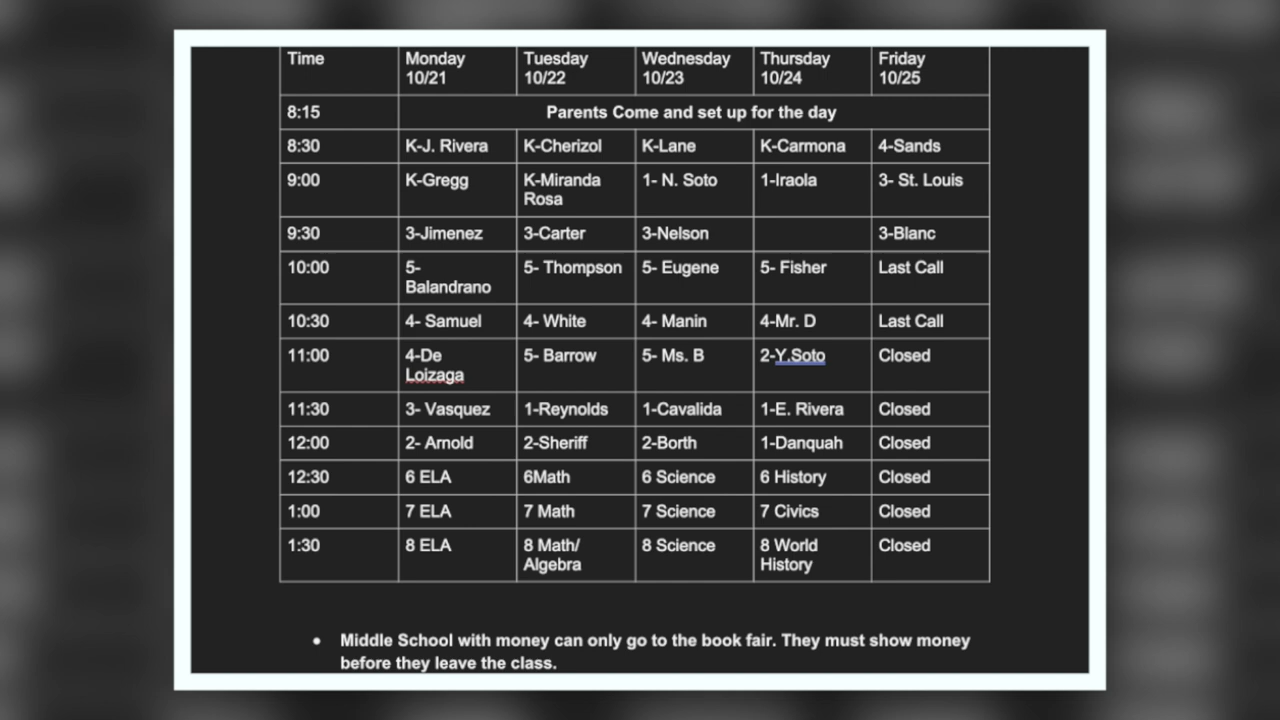 Time Monday 10/21 Tuesday 10/22 Wednesday 10/23 Thursday 10/24 Friday 10/25
8:15 Parents Come and set up for the day
8:30 K-J. Rivera K-Cherizol K-Lane K-Carmona 4-Sands
9:00 K-Gregg K-Miranda Rosa 1- N. Soto 1-Iraola 3- St. Louis
9:30 3-Jimenez 3-Carter 3-Nelson 3-Blanc
10:00 5- Balandrano 5- Thompson 5- Eugene 5- Fisher Last Call
10:30 4- Samuel 4- White 4- Manin 4-Mr. D Last Call
11:00 4-De Loizaga 5- Barrow 5- Ms. B 2-Y.Soto Closed
11:30 3- Vasquez 1-Reynolds 1-Cavalida 1-E. Rivera Closed
12:00 2- Arnold 2-Sheriff 2-Borth 1-Danquah Closed
12:30 6 ELA 6Math 6 Science 6 History Closed
1:00 7 ELA 7 Math 7 Science 7 Civics Closed
1:30 8 ELA 8 Math/ Algebra 8 Science 8 World History Closed
• Middle School with money can only go to the book fair. They must show money
before they leave the class.